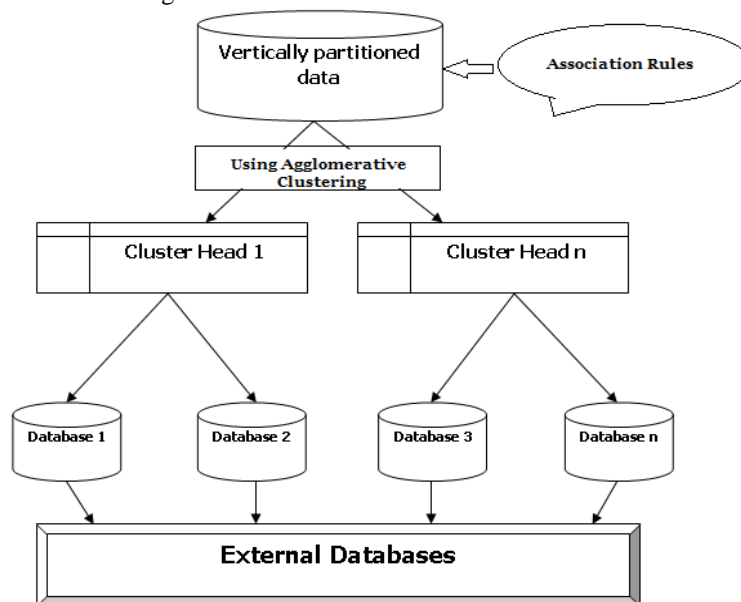 Vertically partitioned
data
Association Rules
Using Agglomerative
Clustering
Cluster Head 1
Cluster Head n
Database 1
Database 2
Database 3
Database n
External Databases